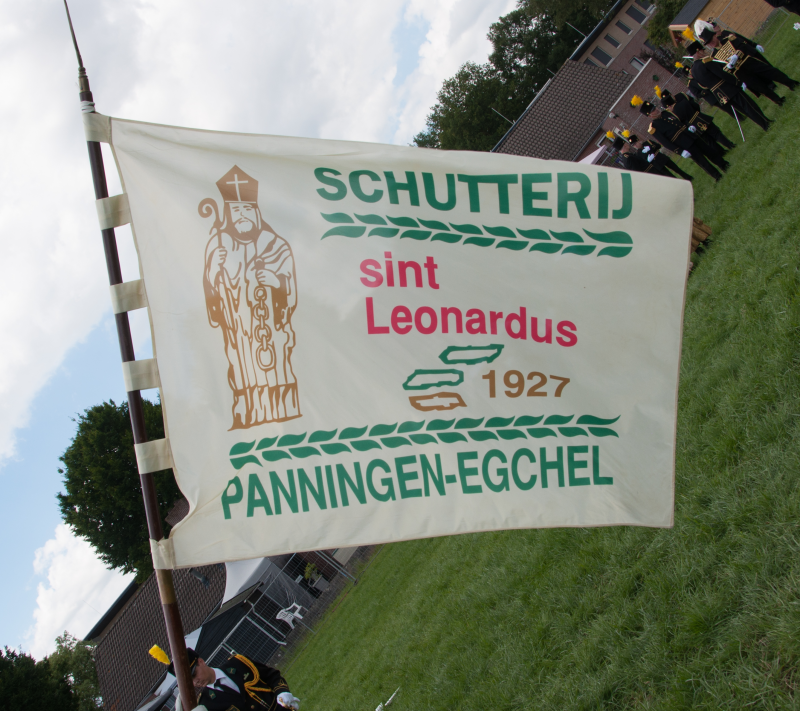 SCHUTTERIJ
sint
Leonardus
1927
PANNINGEN-EGCHEL